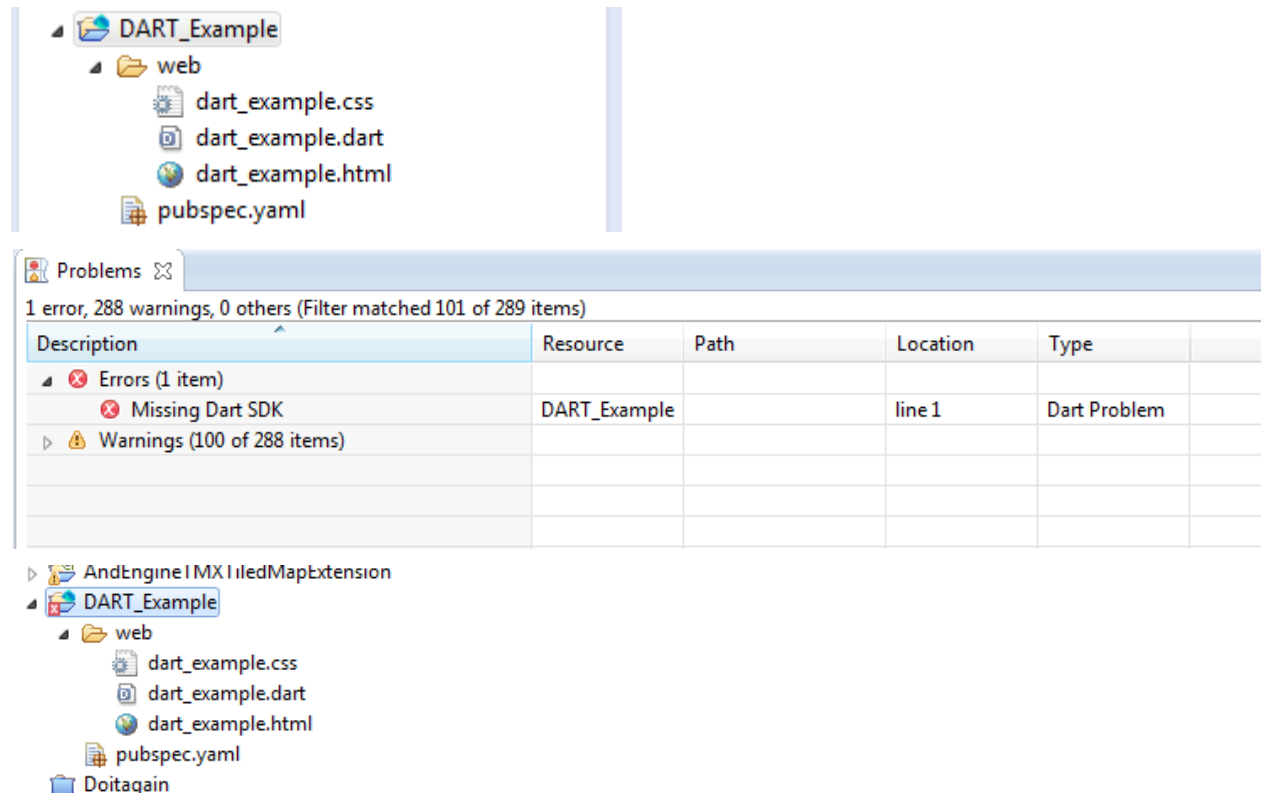 DART_Example
web
dart_example.css
dart_example.dart
dart_example.html
pubspec.yaml
Problems
1 error, 288 warnings, 0 others (Filter matched 101 of 289 items)
Description Resource Path Location Type
Errors (1 item)
Missing Dart SDK DART_Example line 1 Dart Problem
Warnings (100 of 288 items)
AndEngineTMXTiledMapExtension
DART_Example
web
dart_example.css
dart_example.dart
dart_example.html
pubspec.yaml
Doitagain